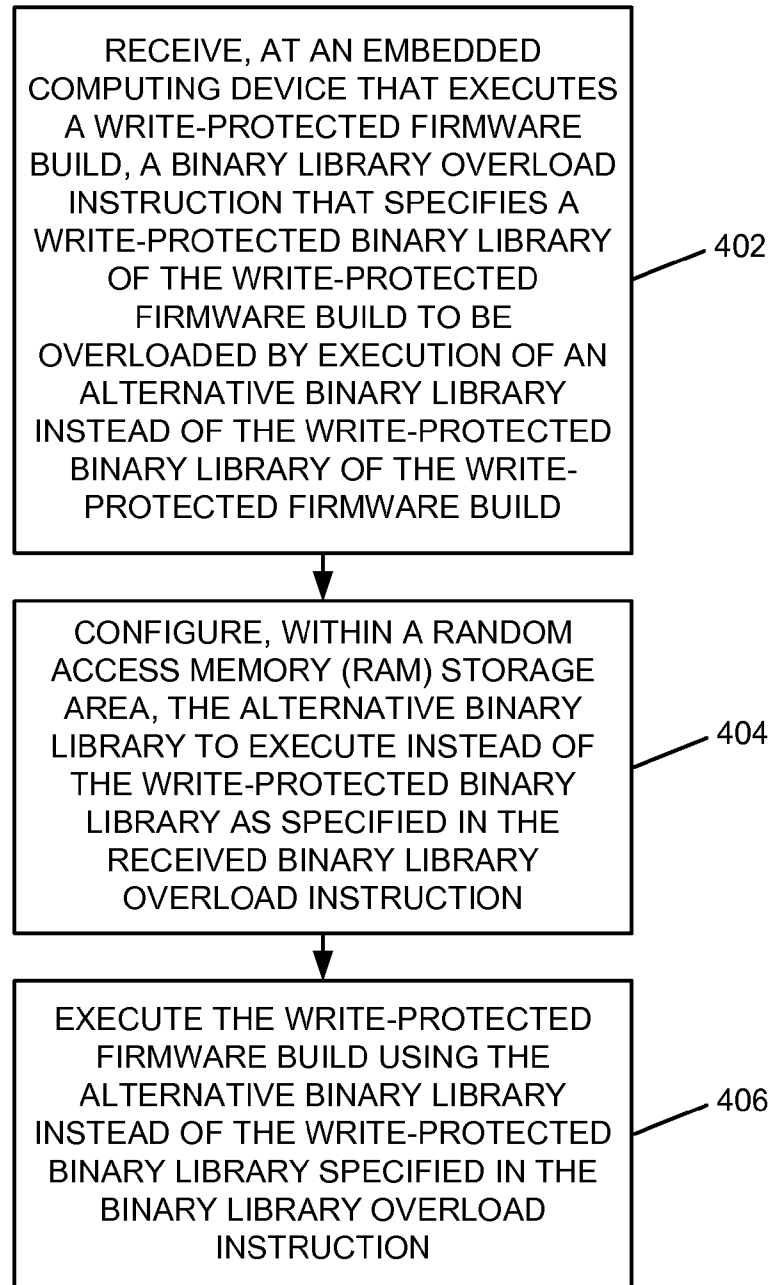 RECEIVE, AT AN EMBEDDED
COMPUTING DEVICE THAT EXECUTES
A WRITE-PROTECTED FIRMWARE
BUILD, A BINARY LIBRARY OVERLOAD
INSTRUCTION THAT SPECIFIES A
WRITE-PROTECTED BINARY LIBRARY
OF THE WRITE-PROTECTED
FIRMWARE BUILD TO BE
OVERLOADED BY EXECUTION OF AN
ALTERNATIVE BINARY LIBRARY
INSTEAD OF THE WRITE-PROTECTED
BINARY LIBRARY OF THE WRITE-
PROTECTED FIRMWARE BUILD
402
CONFIGURE, WITHIN A RANDOM
ACCESS MEMORY (RAM) STORAGE
AREA, THE ALTERNATIVE BINARY
LIBRARY TO EXECUTE INSTEAD OF
THE WRITE-PROTECTED BINARY
LIBRARY AS SPECIFIED IN THE
RECEIVED BINARY LIBRARY
OVERLOAD INSTRUCTION
404
EXECUTE THE WRITE-PROTECTED
FIRMWARE BUILD USING THE
ALTERNATIVE BINARY LIBRARY
INSTEAD OF THE WRITE-PROTECTED
BINARY LIBRARY SPECIFIED IN THE
BINARY LIBRARY OVERLOAD
INSTRUCTION
406